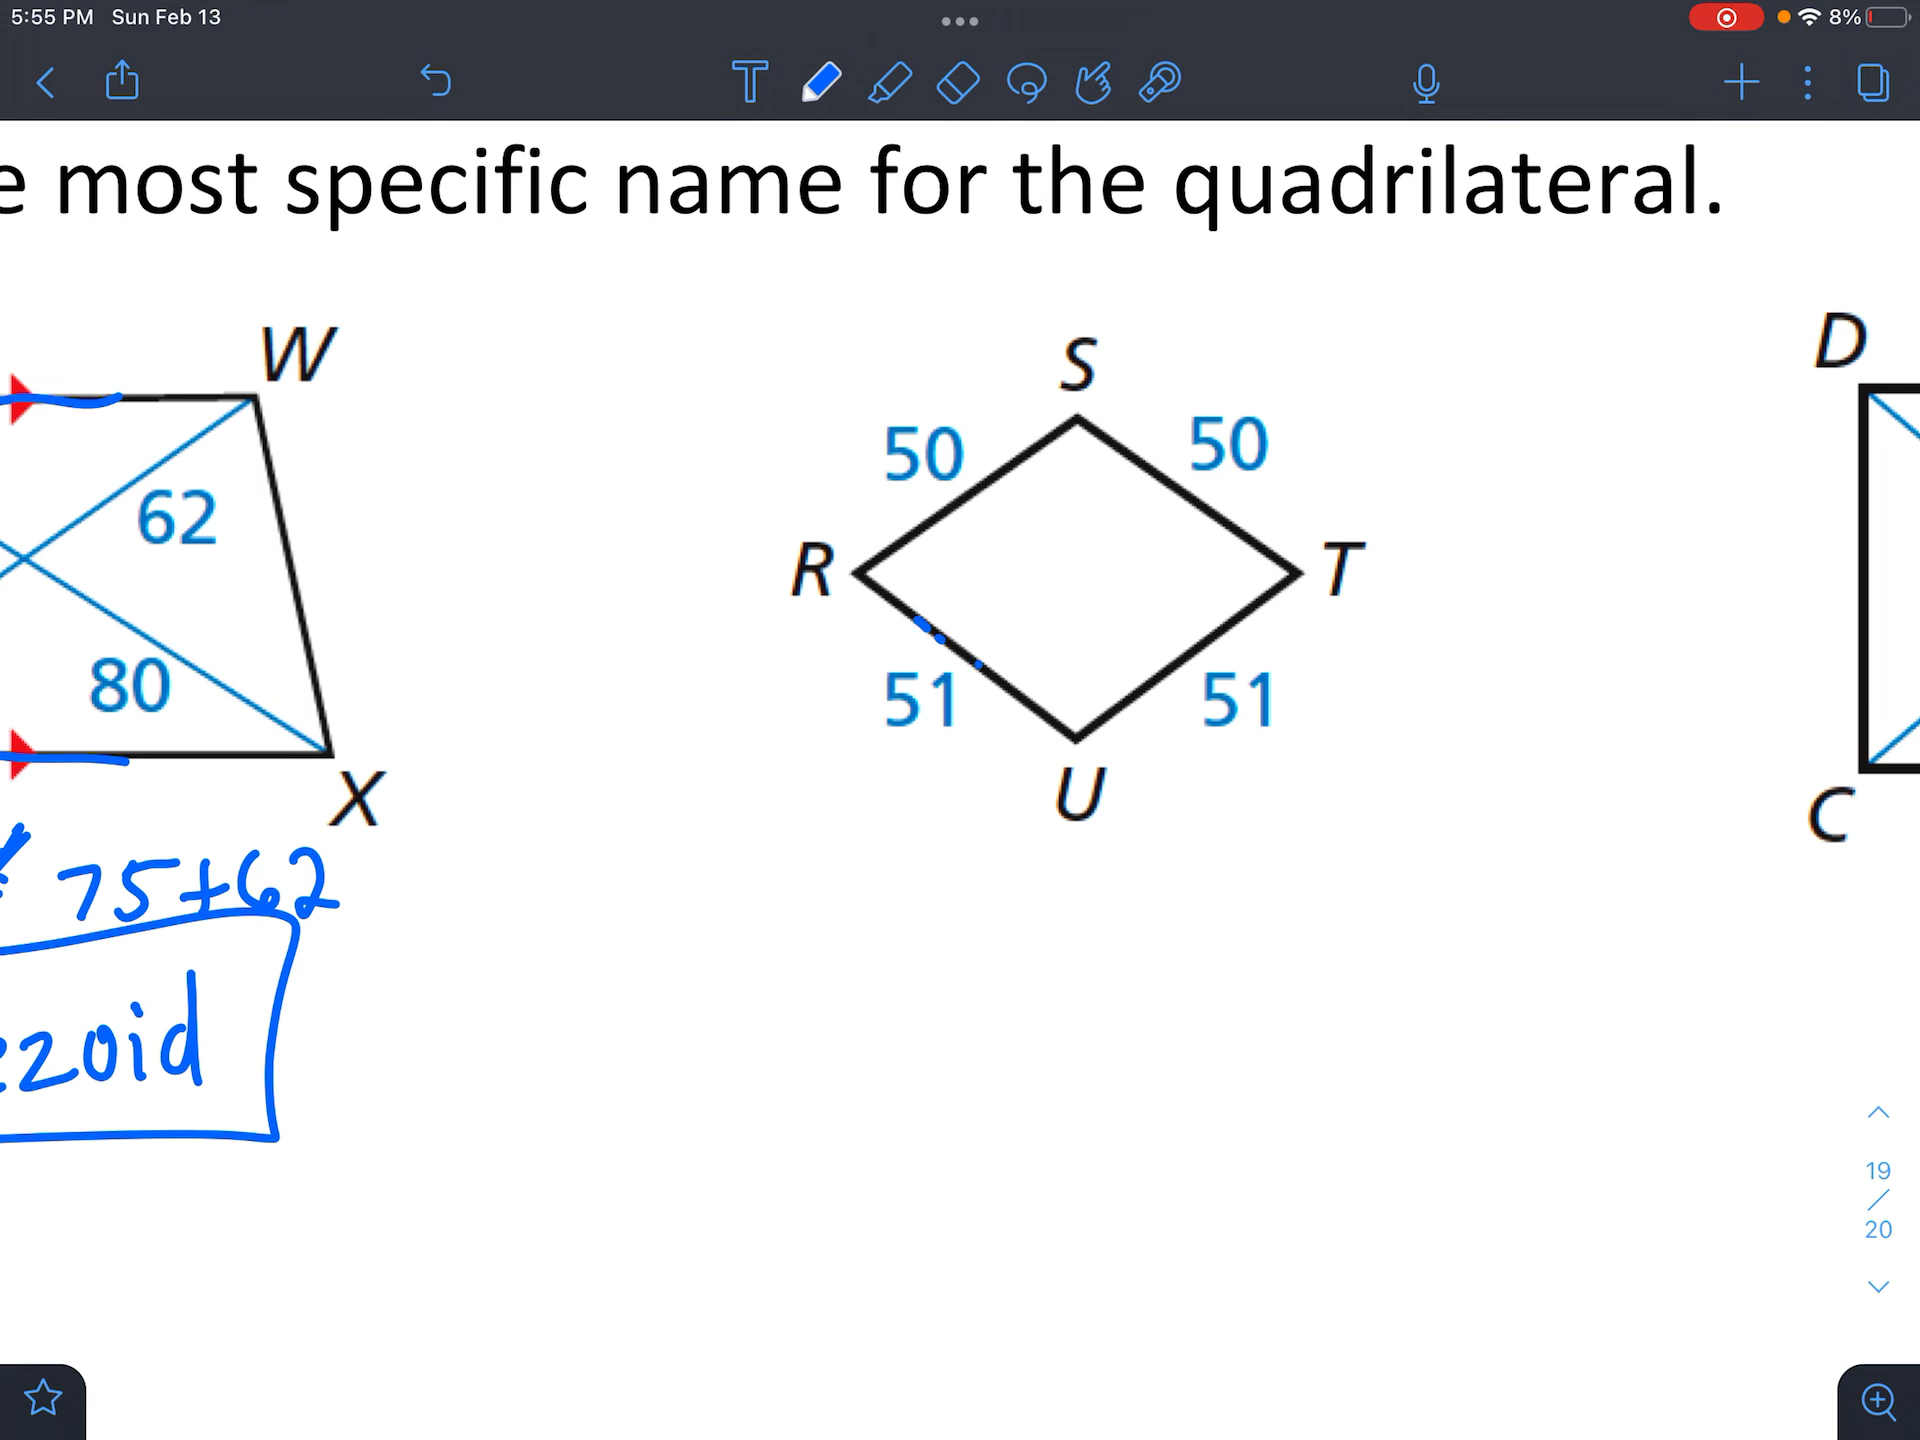 5:55 PM Sun Feb 13
8%
T
e most specific name for the quadrilateral.
W
62
80
X
75+62
zoid
S
50
50
R
T
51
51
U
D
C
19
/
20